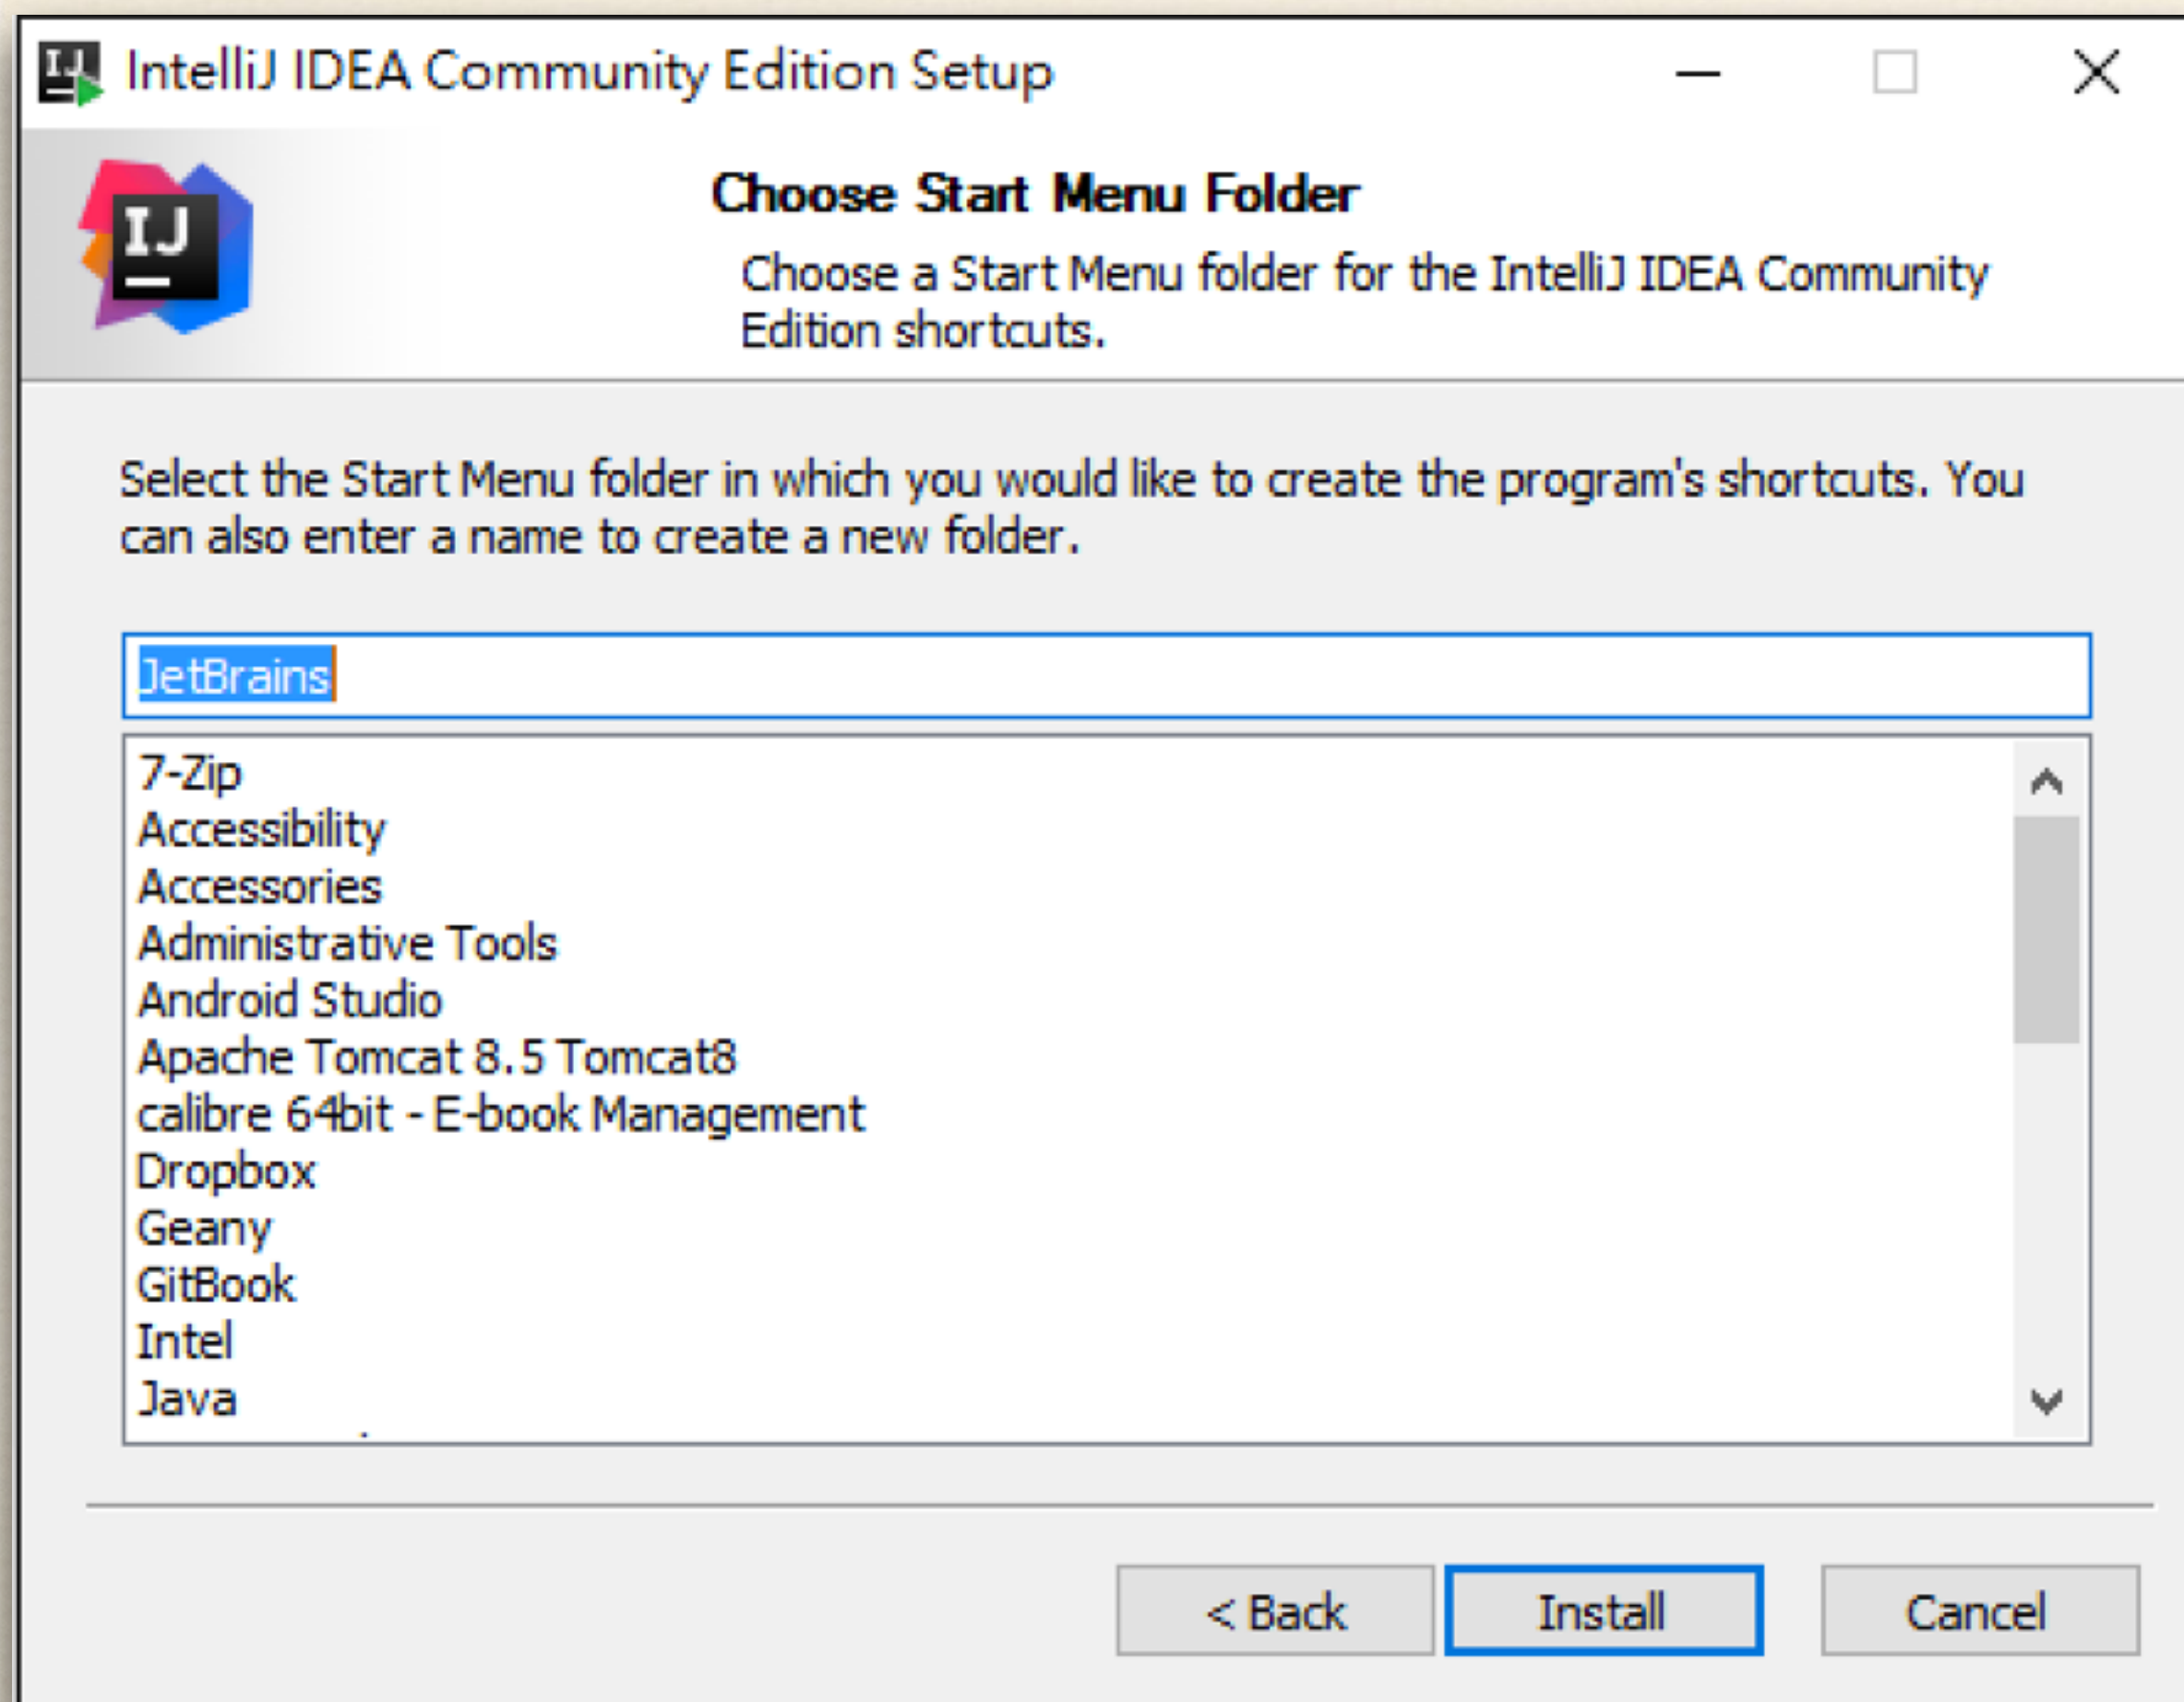 IntelliJ IDEA Community Edition Setup
IJ
Choose Start Menu Folder
Choose a Start Menu folder for the IntelliJ IDEA Community
Edition shortcuts.
Select the Start Menu folder in which you would like to create the program's shortcuts. You
can also enter a name to create a new folder.
JetBrains
7-Zip
Accessibility
Accessories
Administrative Tools
Android Studio
Apache Tomcat 8.5 Tomcat8
calibre 64bit - E-book Management
Dropbox
Geany
GitBook
Intel
Java
< Back
Install
Cancel